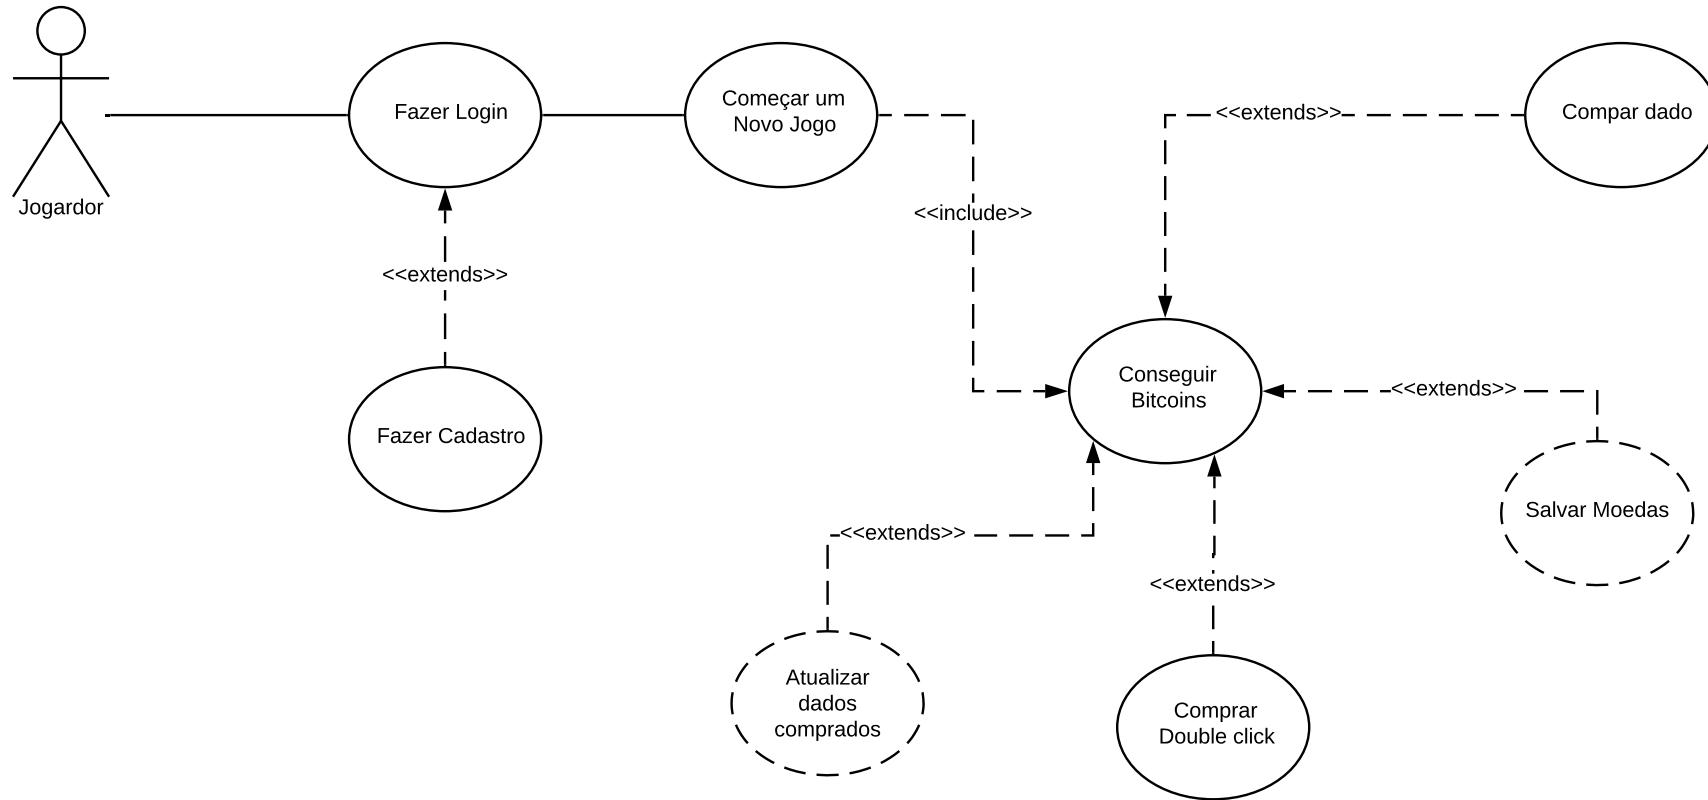 Fazer Login
Começar um
Novo Jogo
<<extends>>
Compar dado
Jogardor
<<include>>
<<extends>>
Conseguir
Bitcoins
<<extends>>
Fazer Cadastro
Salvar Moedas
<<extends>>
<<extends>>
Atualizar
dados
comprados
Comprar
Double click